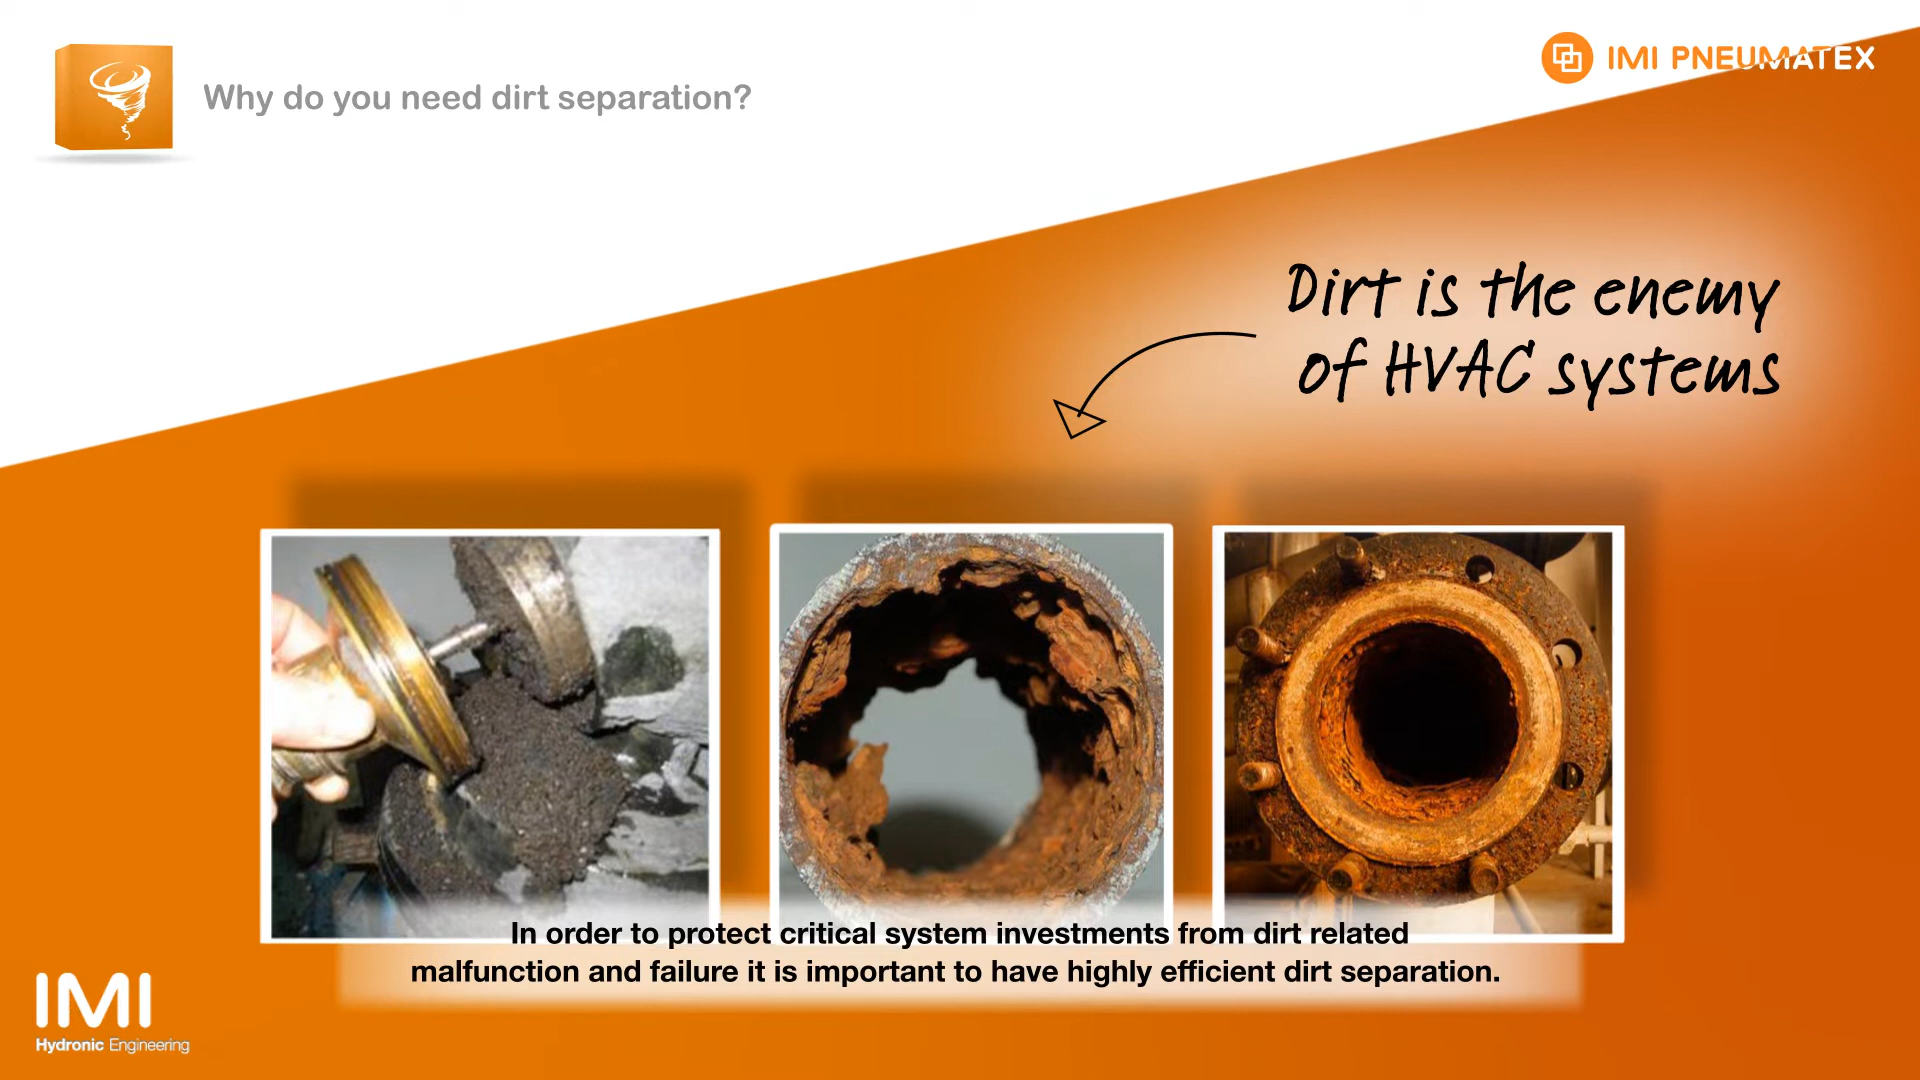 Why do you need dirt separation?
IMI PNEUMATEX
Dirt is the enemy
of HVAC systems
In order to protect critical system investments from dirt related
malfunction and failure it is important to have highly efficient dirt separation.
IMI
Hydronic Engineering